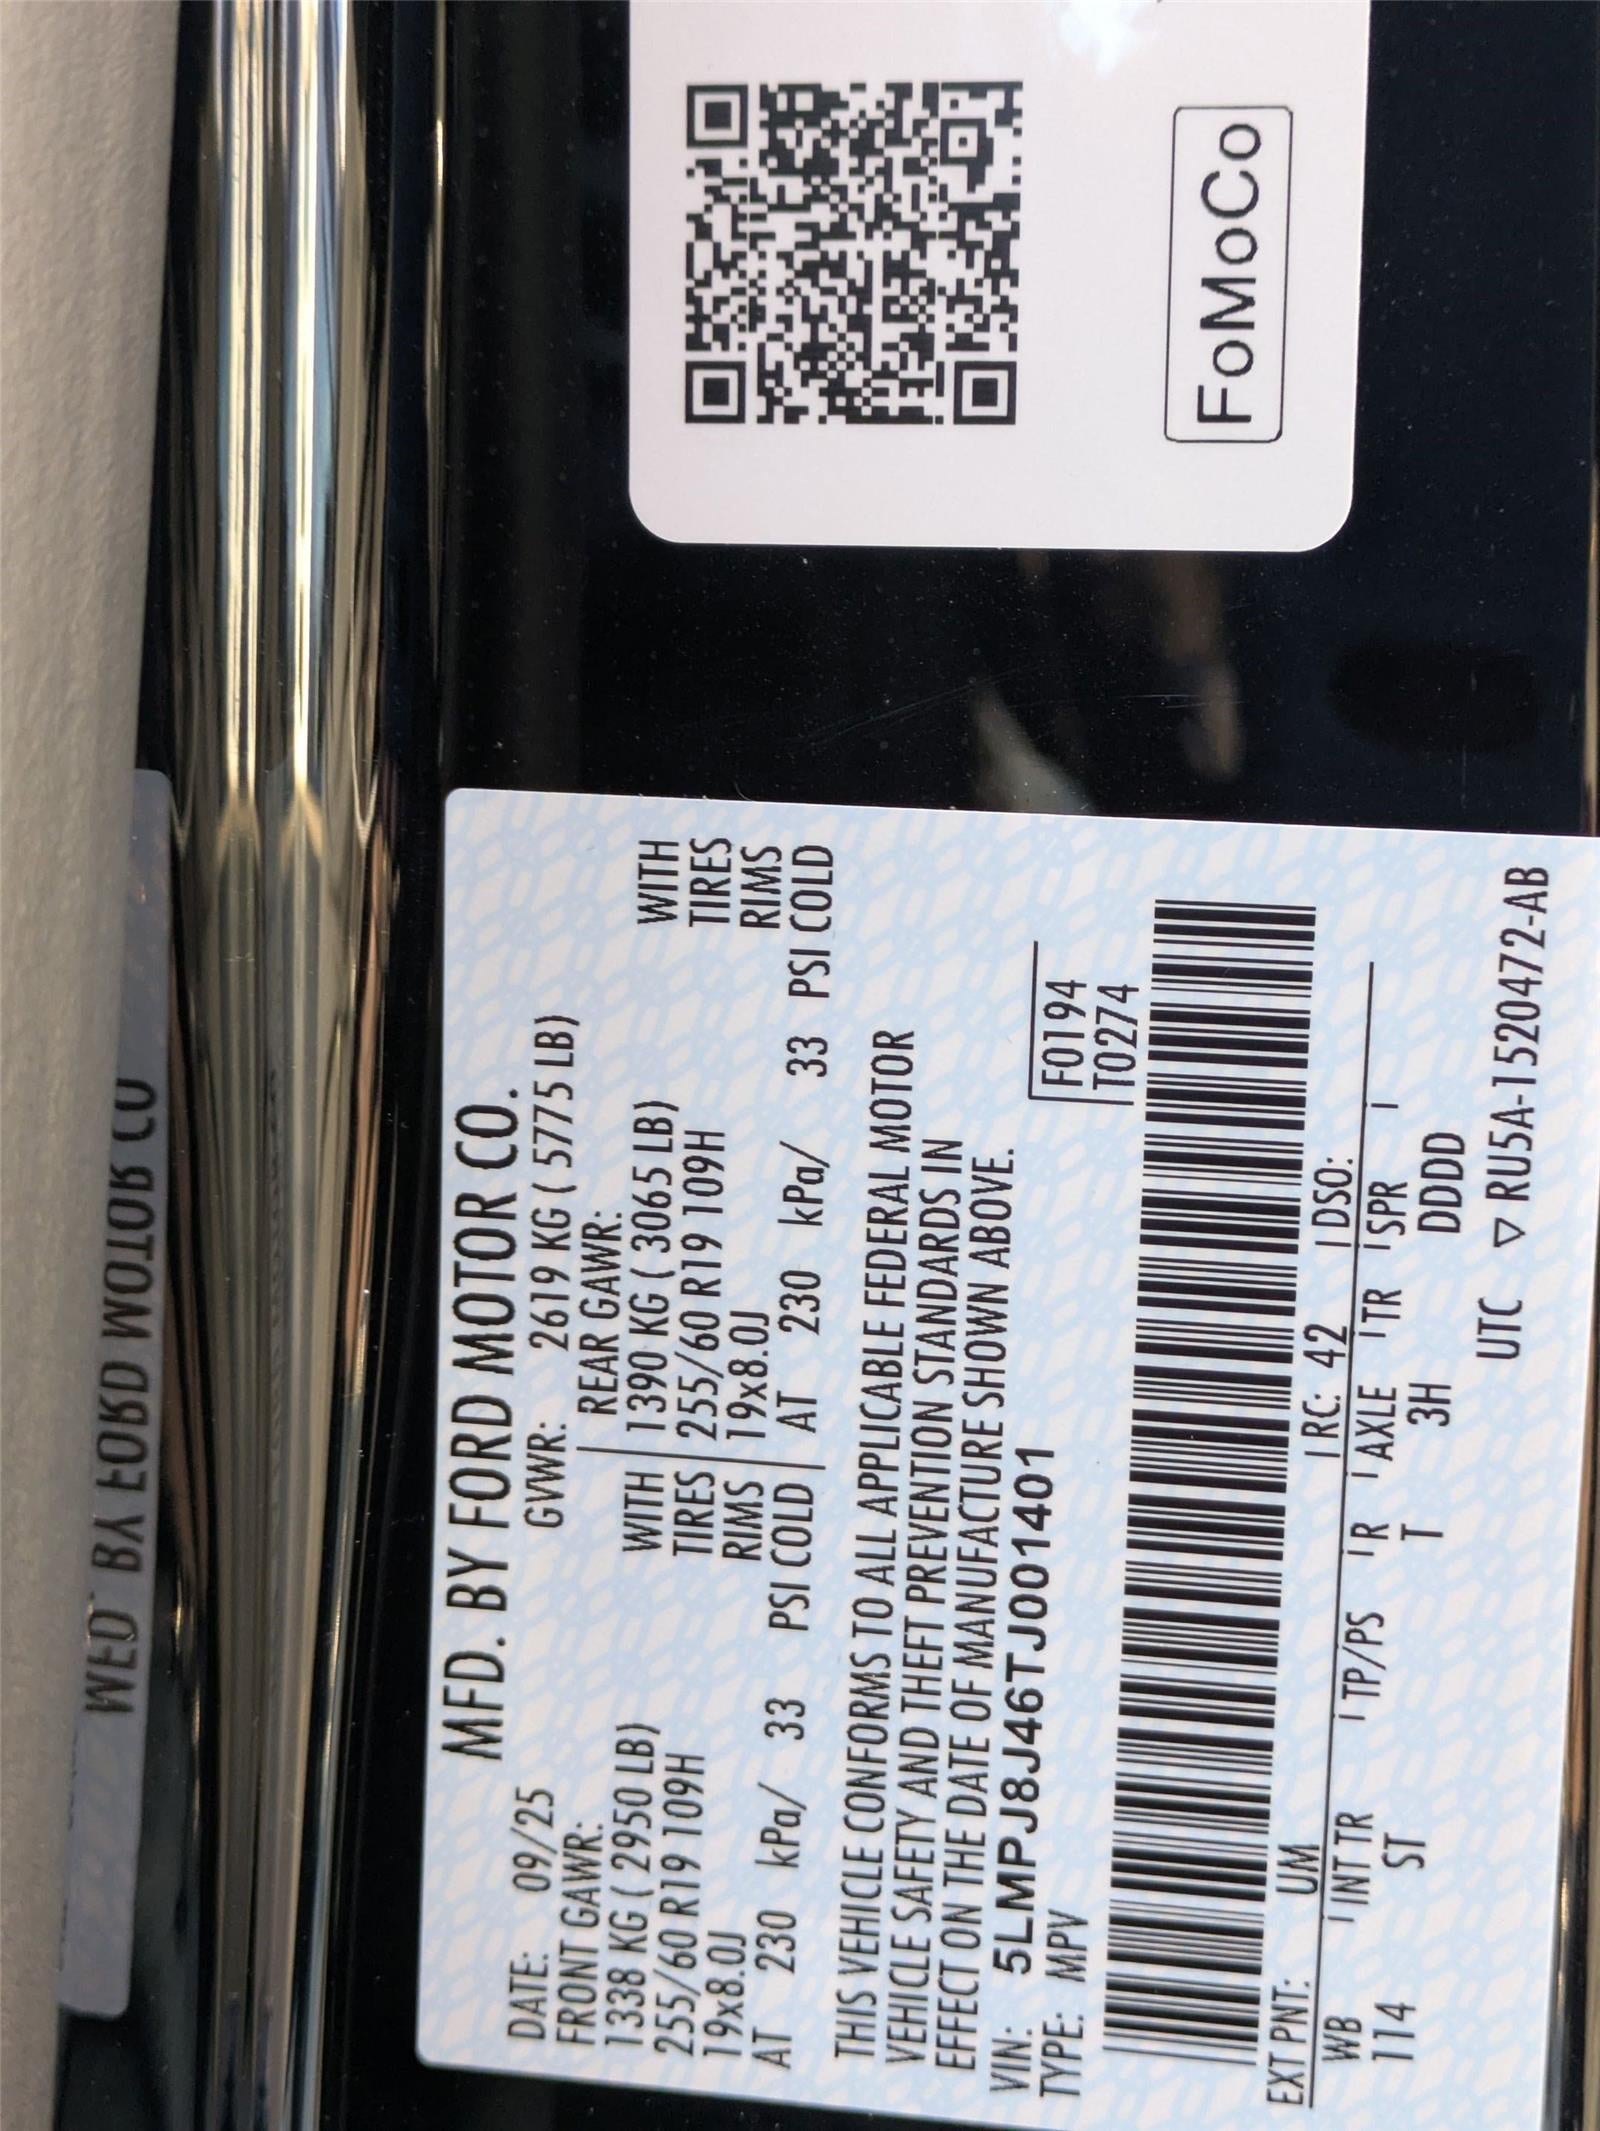 MFD. BY FORD MOTOR CO.
DATE: 09/25 GVWR: 2619 KG ( 5775 LB)
FRONT GAWR: REAR GAWR:
1338 KG ( 2950 LB) WITH 1390 KG ( 3065 LB) WITH
255/60 R19 109H TIRES 255/60 R19 109H TIRES
19x8.0J RIMS 19x8.0J RIMS
AT 230 kPa/ 33 PSI COLD AT 230 kPa/ 33 PSI COLD
THIS VEHICLE CONFORMS TO ALL APPLICABLE FEDERAL MOTOR
VEHICLE SAFETY AND THEFT PREVENTION STANDARDS IN
EFFECT ON THE DATE OF MANUFACTURE SHOWN ABOVE.
VIN: 5LMPJ8J46TJ001401 F0194
TYPE: MPV T0274
EXT PNT: UM RC: 42 DSO:
WB INT TR TP/PS R AXLE TR SPR
114 ST T 3H DDDD
UTC ▽ RU5A-1520472-AB
FoMoCo
MFD. BY FORD MOTOR CO